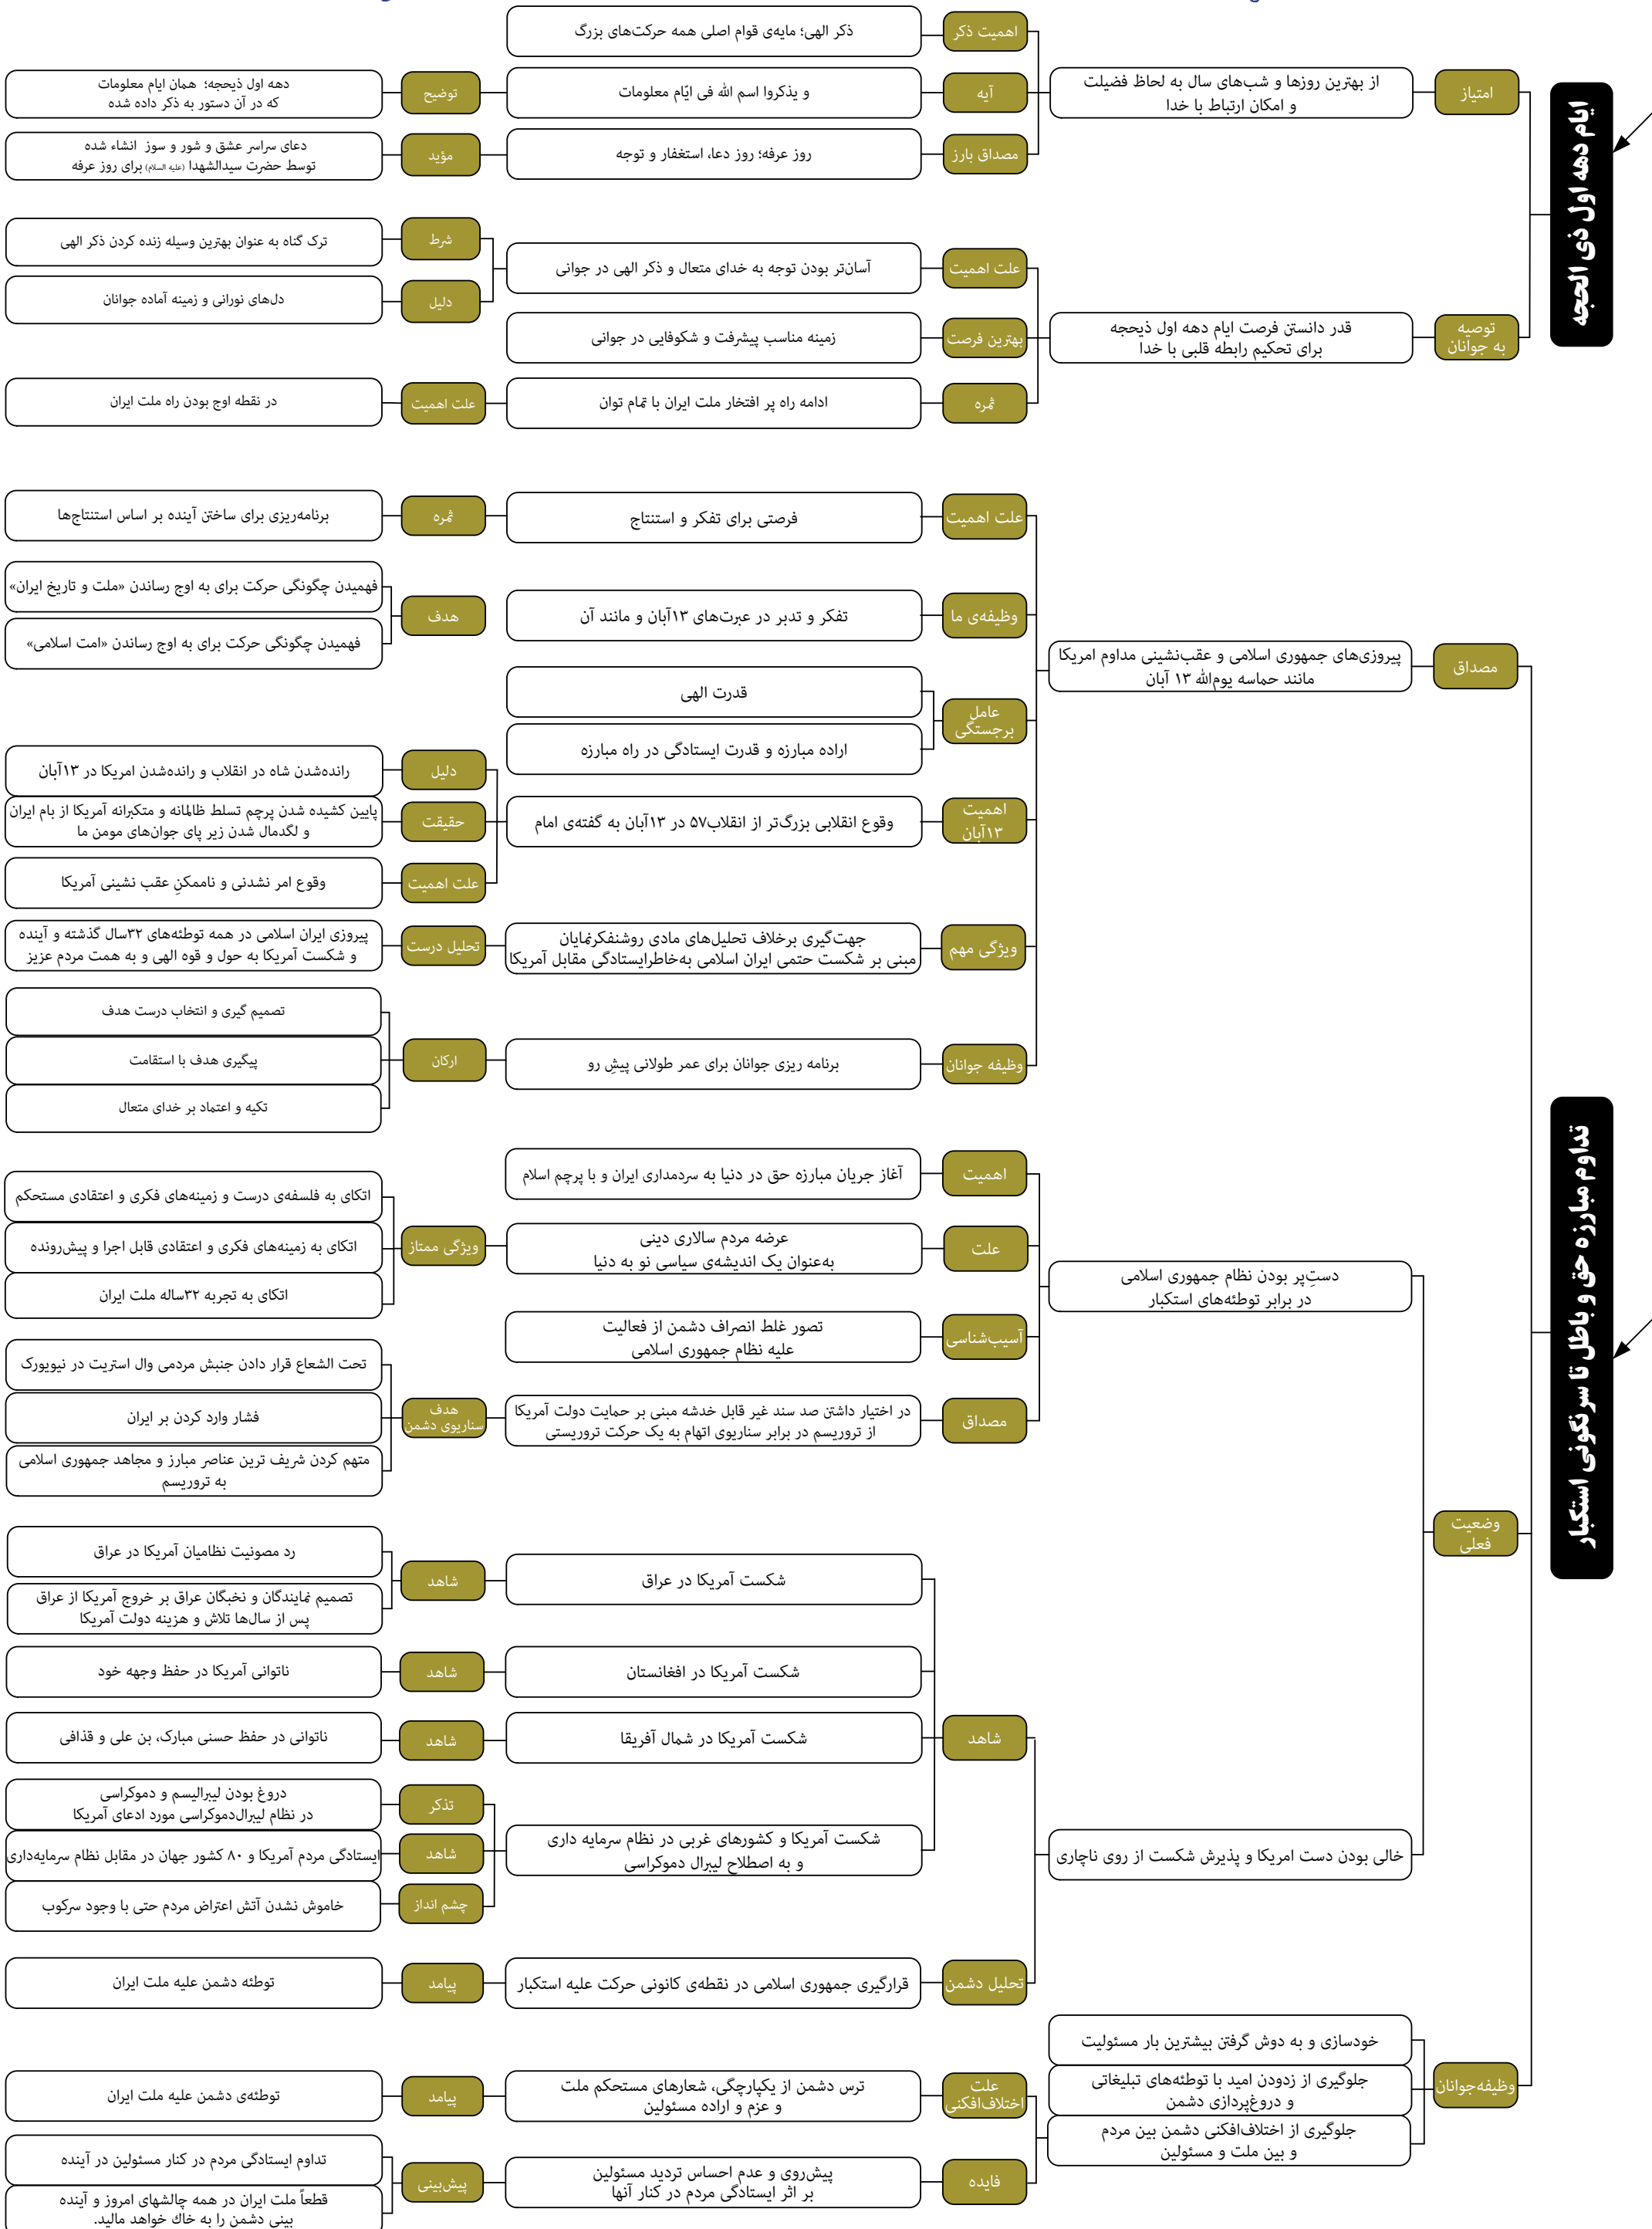 ایام دهه اول ذی الحجه
امتیاز
از بهترین روزها و شب‌های سال به لحاظ فضیلت
و امکان ارتباط با خدا
اهمیت ذکر
ذکر الهی؛ مایه‌ی قوام اصلی همه حرکت‌های بزرگ
آیه
و یذکروا اسم الله فی ایّام معلومات
توضیح
دهه اول ذیحجه؛ همان ایام معلومات
که در آن دستور به ذکر داده شده
مصداق بارز
روز عرفه؛ روز دعا، استغفار و توجه
مؤید
دعای سراسر عشق و شور و سوز انشاء شده
توسط حضرت سیدالشهدا (علیه السلام) برای روز عرفه
توصیه
به جوانان
قدر دانستن فرصت ایام دهه اول ذیحجه
برای تحکیم رابطه قلبی با خدا
علت اهمیت
آسان‌تر بودن توجه به خدای متعال و ذکر الهی در جوانی
شرط
ترک گناه به عنوان بهترین وسیله زنده کردن ذکر الهی
دلیل
دل‌های نورانی و زمینه آماده جوانان
بهترین فرصت
زمینه مناسب پیشرفت و شکوفایی در جوانی
ثمره
ادامه راه پر افتخار ملت ایران با تمام توان
علت اهمیت
در نقطه اوج بودن راه ملت ایران
تداوم مبارزه حق و باطل تا سرنگونی استکبار
مصداق
پیروزی‌های جمهوری اسلامی و عقب‌نشینی مداوم امریکا
مانند حماسه یوم‌الله ۱۳ آبان
علت اهمیت
فرصتی برای تفکر و استنتاج
ثمره
برنامه‌ریزی برای ساختن آینده بر اساس استنتاج‌ها
وظیفه‌ی ما
تفکر و تدبر در عبرت‌های ۱۳آبان و مانند آن
هدف
فهمیدن چگونگی حرکت برای به اوج رساندن «ملت و تاریخ ایران»
فهمیدن چگونگی حرکت برای به اوج رساندن «امت اسلامی»
عامل
برجستگی
قدرت الهی
اراده مبارزه و قدرت ایستادگی در راه مبارزه
اهمیت
۱۳آبان
وقوع انقلابی بزرگ‌تر از انقلاب۵۷ در ۱۳آبان به گفته‌ی امام
دلیل
رانده‌شدن شاه در انقلاب و رانده‌شدن امریکا در ۱۳آبان
حقیقت
پایین کشیده شدن پرچم تسلط ظالمانه و متکبرانه آمریکا از بام ایران
و لگدمال شدن زیر پای جوان‌های مومن ما
علت اهمیت
وقوع امر نشدنی و ناممکنِ عقب نشینی آمریکا
ویژگی مهم
جهت‌گیری برخلاف تحلیل‌های مادی روشنفکرنمایان
مبنی بر شکست حتمی ایران اسلامی به‌خاطرایستادگی مقابل آمریکا
تحلیل درست
پیروزی ایران اسلامی در همه توطئه‌های ۳۲سال گذشته و آینده
و شکست آمریکا به حول و قوه الهی و به همت مردم عزیز
وظیفه جوانان
برنامه ریزی جوانان برای عمر طولانی پیشِ رو
ارکان
تصمیم گیری و انتخاب درست هدف
پیگیری هدف با استقامت
تکیه و اعتماد بر خدای متعال
وضعیت
فعلی
دستِ‌پر بودن نظام جمهوری اسلامی
در برابر توطئه‌های استکبار
اهمیت
آغاز جریان مبارزه حق در دنیا به سردمداری ایران و با پرچم اسلام
علت
عرضه مردم سالاری دینی
به‌عنوان یک اندیشه‌ی سیاسی نو به دنیا
ویژگی ممتاز
اتکای به فلسفه‌ی درست و زمینه‌های فکری و اعتقادی مستحکم
اتکای به زمینه‌های فکری و اعتقادی قابل اجرا و پیش‌رونده
اتکای به تجربه ۳۲ساله ملت ایران
آسیب‌شناسی
تصور غلط انصراف دشمن از فعالیت
علیه نظام جمهوری اسلامی
مصداق
در اختیار داشتن صد سند غیر قابل خدشه مبنی بر حمایت دولت آمریکا
از تروریسم در برابر سناریوی اتهام به یک حرکت تروریستی
هدف
سناریوی دشمن
تحت الشعاع قرار دادن جنبش مردمی وال استریت در نیویورک
فشار وارد کردن بر ایران
متهم کردن شریف ترین عناصر مبارز و مجاهد جمهوری اسلامی
به تروریسم
خالی بودن دست امریکا و پذیرش شکست از روی ناچاری
شاهد
شکست آمریکا در عراق
شاهد
رد مصونیت نظامیان آمریکا در عراق
تصمیم نمایندگان و نخبگان عراق بر خروج آمریکا از عراق
پس از سال‌ها تلاش و هزینه دولت آمریکا
شکست آمریکا در افغانستان
شاهد
ناتوانی آمریکا در حفظ وجهه خود
شکست آمریکا در شمال آفریقا
شاهد
ناتوانی در حفظ حسنی مبارک، بن علی و قذافی
شکست آمریکا و کشورهای غربی در نظام سرمایه داری
و به اصطلاح لیبرال دموکراسی
تذکر
دروغ بودن لیبرالیسم و دموکراسی
در نظام لیبرال‌دموکراسی مورد ادعای آمریکا
شاهد
ایستادگی مردم آمریکا و ۸۰ کشور جهان در مقابل نظام سرمایه‌داری
چشم انداز
خاموش نشدن آتش اعتراض مردم حتی با وجود سرکوب
تحلیل دشمن
قرارگیری جمهوری اسلامی در نقطه‌ی کانونی حرکت علیه استکبار
پیامد
توطئه دشمن علیه ملت ایران
وظیفه‌جوانان
خودسازی و به دوش گرفتن بیشترین بار مسئولیت
جلوگیری از زدودن امید با توطئه‌های تبلیغاتی
و دروغ‌پردازی دشمن
جلوگیری از اختلاف‌افکنی دشمن بین مردم
و بین ملت و مسئولین
علت
اختلاف‌افکنی
ترس دشمن از یکپارچگی، شعارهای مستحکم ملت
و عزم و اراده مسئولین
پیامد
توطئه‌ی دشمن علیه ملت ایران
فایده
پیش‌روی و عدم احساس تردید مسئولین
بر اثر ایستادگی مردم در کنار آنها
پیش‌بینی
تداوم ایستادگی مردم در کنار مسئولین در آینده
قطعاً ملت ایران در همه چالشهای امروز و آینده
بینی دشمن را به خاك خواهد مالید.